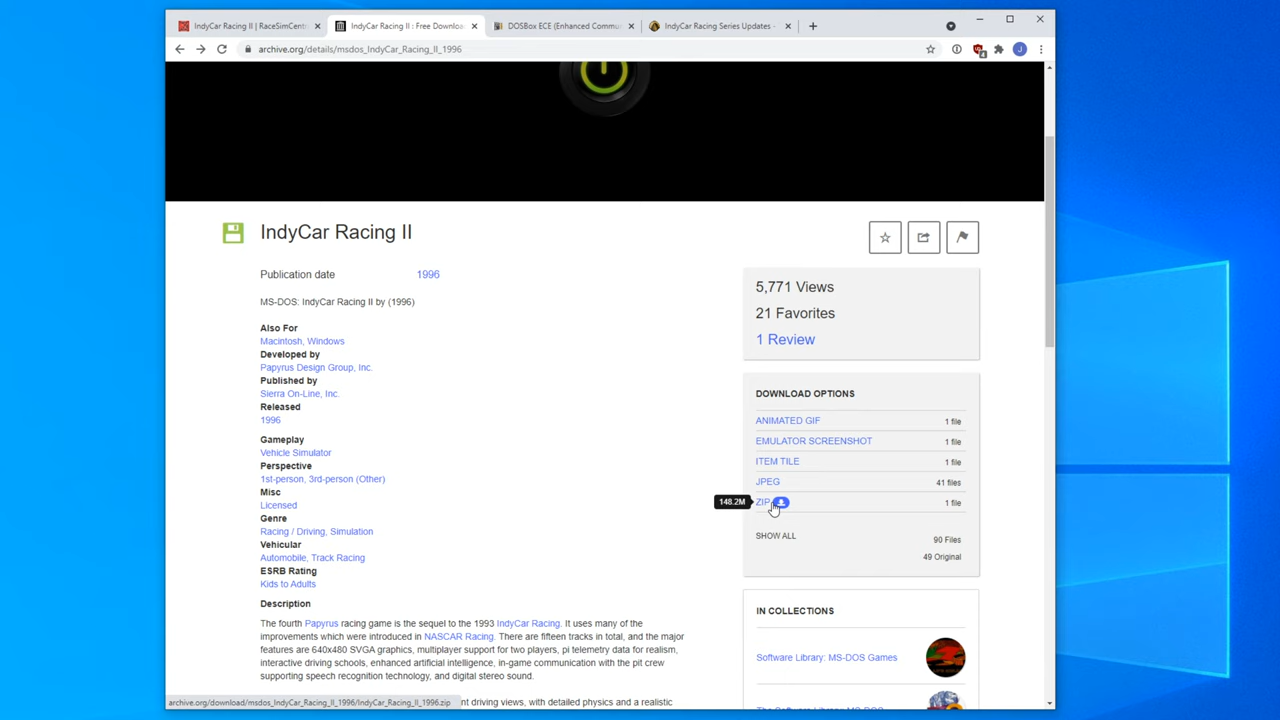 IndyCar Racing II | RaceSimCentr
IndyCar Racing II : Free Downloa
DOSBox ECE (Enhanced Commu
IndyCar Racing Series Updates -
archive.org/details/msdos_IndyCar_Racing_II_1996
J
4
IndyCar Racing II
Publication date 1996
MS-DOS: IndyCar Racing II by (1996)
Also For
Macintosh, Windows
Developed by
Papyrus Design Group, Inc.
Published by
Sierra On-Line, Inc.
Released
1996
Gameplay
Vehicle Simulator
Perspective
1st-person, 3rd-person (Other)
Misc
Licensed
Genre
Racing / Driving, Simulation
Vehicular
Automobile, Track Racing
ESRB Rating
Kids to Adults
Description
The fourth Papyrus racing game is the sequel to the 1993 IndyCar Racing. It uses many of the
improvements which were introduced in NASCAR Racing. There are fifteen tracks in total, and the major
features are 640x480 SVGA graphics, multiplayer support for two players, pi telemetry data for realism,
interactive driving schools, enhanced artificial intelligence, in-game communication with the pit crew
supporting speech recognition technology, and digital stereo sound.
nt driving views, with detailed physics and a realistic
5,771 Views
21 Favorites
1 Review
DOWNLOAD OPTIONS
ANIMATED GIF 1 file
EMULATOR SCREENSHOT 1 file
ITEM TILE 1 file
JPEG 41 files
148.2M ZIP 1 file
SHOW ALL 90 Files
49 Original
IN COLLECTIONS
Software Library: MS-DOS Games
The Software Library: MS-DOS
archive.org/download/msdos_IndyCar_Racing_II_1996/IndyCar_Racing_II_1996.zip